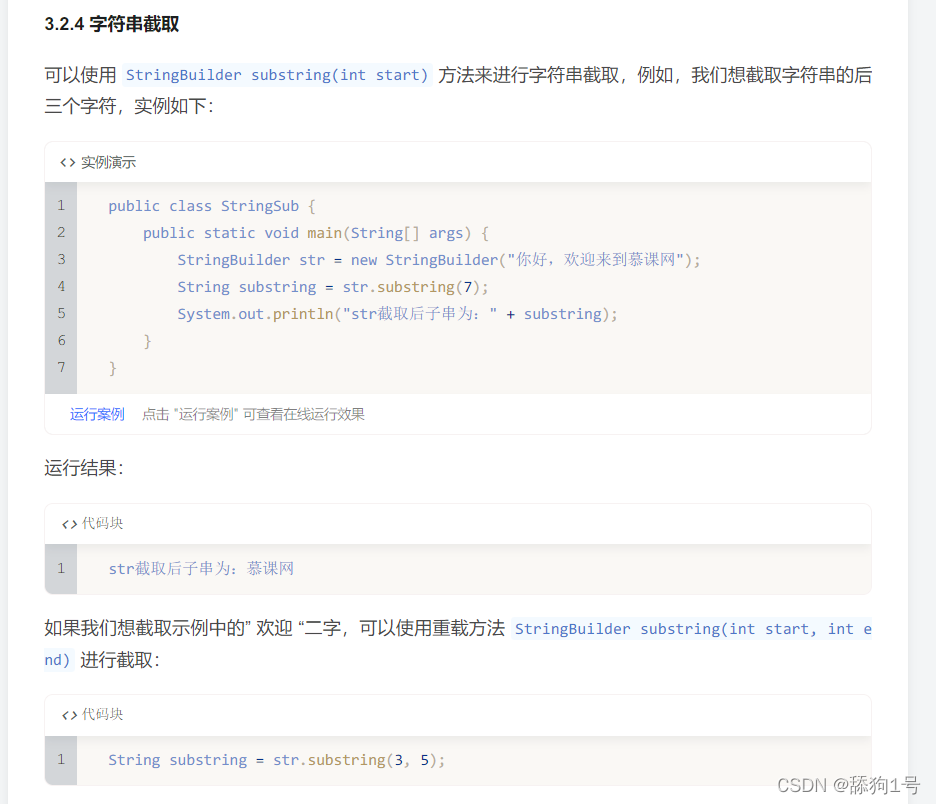 3.2.4 字符串截取
可以使用 StringBuilder substring(int start) 方法来进行字符串截取，例如，我们想截取字符串的后
三个字符，实例如下：
<> 实例演示
1 public class StringSub {
2 public static void main(String[] args) {
3 StringBuilder str = new StringBuilder("你好，欢迎来到慕课网");
4 String substring = str.substring(7);
5 System.out.println("str截取后子串为：" + substring);
6 }
7 }
运行案例 点击 "运行案例" 可查看在线运行效果
运行结果：
<> 代码块
1 str截取后子串为：慕课网
如果我们想截取示例中的” 欢迎 “二字，可以使用重载方法 StringBuilder substring(int start, int e
nd) 进行截取：
<> 代码块
1 String substring = str.substring(3, 5);
CSDN @舔狗1号